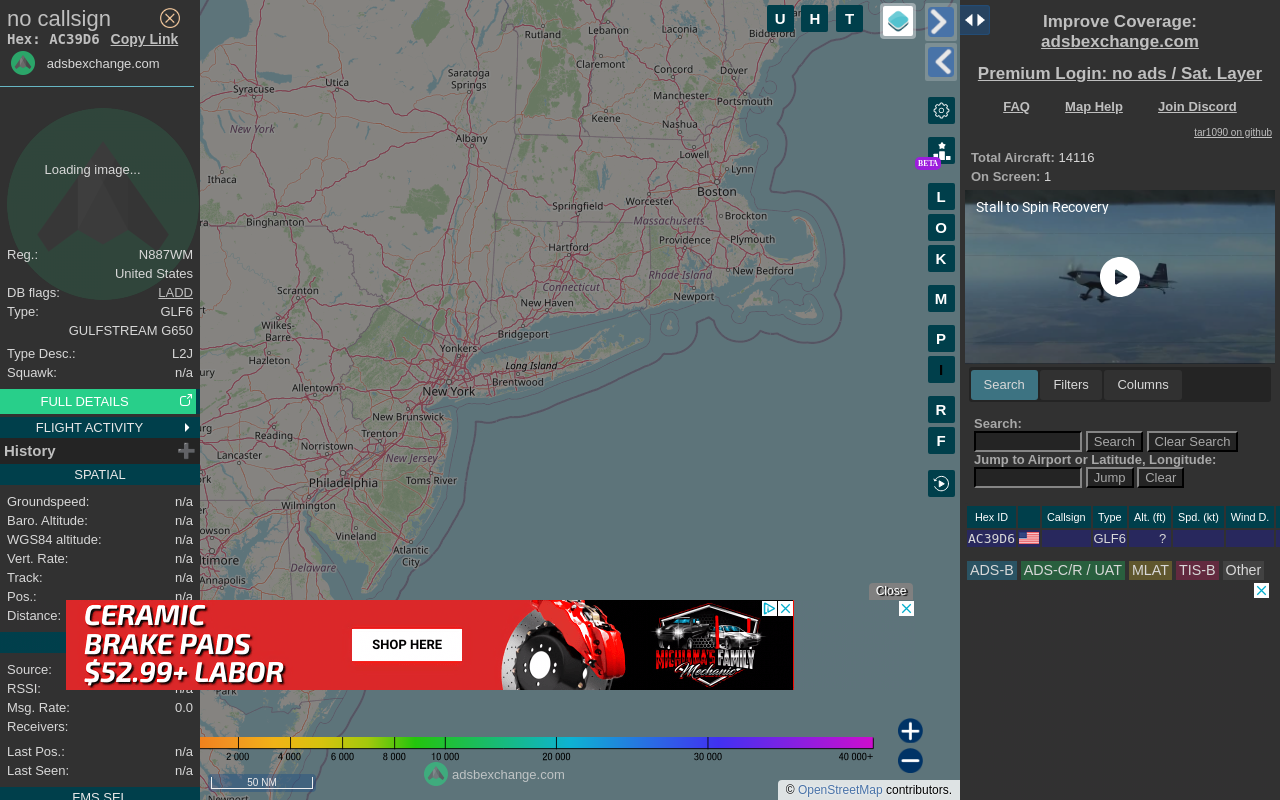 no callsign
Hex: AC39D6 Copy Link
adsbexchange.com
Loading image...
Reg.: N887WM
United States
DB flags: LADD
Type: GLF6
GULFSTREAM G650
Type Desc.: L2J
Squawk: n/a
FULL DETAILS
FLIGHT ACTIVITY
History
SPATIAL
Groundspeed: n/a
Baro. Altitude: n/a
WGS84 altitude: n/a
Vert. Rate: n/a
Track: n/a
Pos.: n/a
Distance:
Source:
RSSI: n/a
Msg. Rate: 0.0
Receivers:
Last Pos.: n/a
Last Seen: n/a
FMS SEL
Rutland
Lebanon
Laconia
Biddeford
Claremont
Concord
Dover
Saratoga
Springs
Utica
Syracuse
Manchester
Portsmouth
Keene
Nashua
New York
Albany
Lowell
Lynn
Ithaca
Boston
Worcester
Springfield
Massachusetts
Brockton
Binghamton
Providence
Plymouth
Hartford
Rhode Island
New Bedford
Scranton
Connecticut
Newport
New Haven
Wilkes-
Barre
Bridgeport
Yonkers
Hazleton
Long Island
Brentwood
Allentown
New York
New Brunswick
Reading
Trenton
Norristown
Lancaster
New Jersey
Philadelphia
Toms River
Wilmington
Vineland
Atlantic
City
Annapolis
Delaware
Park
Newport
U H T
BETA
L
O
K
M
P
I
R
F
Close
CERAMIC
BRAKE PADS
$52.99+ LABOR
SHOP HERE
MICHIANA'S FAMILY
Mechanic
2 000 4 000 6 000 8 000 10 000 20 000 30 000 40 000+
50 NM
adsbexchange.com
© OpenStreetMap contributors.
Improve Coverage:
adsbexchange.com
Premium Login: no ads / Sat. Layer
FAQ Map Help Join Discord
tar1090 on github
Total Aircraft: 14116
On Screen: 1
Stall to Spin Recovery
Search Filters Columns
Search:
Search Clear Search
Jump to Airport or Latitude, Longitude:
Jump Clear
Hex ID Callsign Type Alt. (ft) Spd. (kt) Wind D.
AC39D6 GLF6 ?
ADS-B ADS-C/R / UAT MLAT TIS-B Other